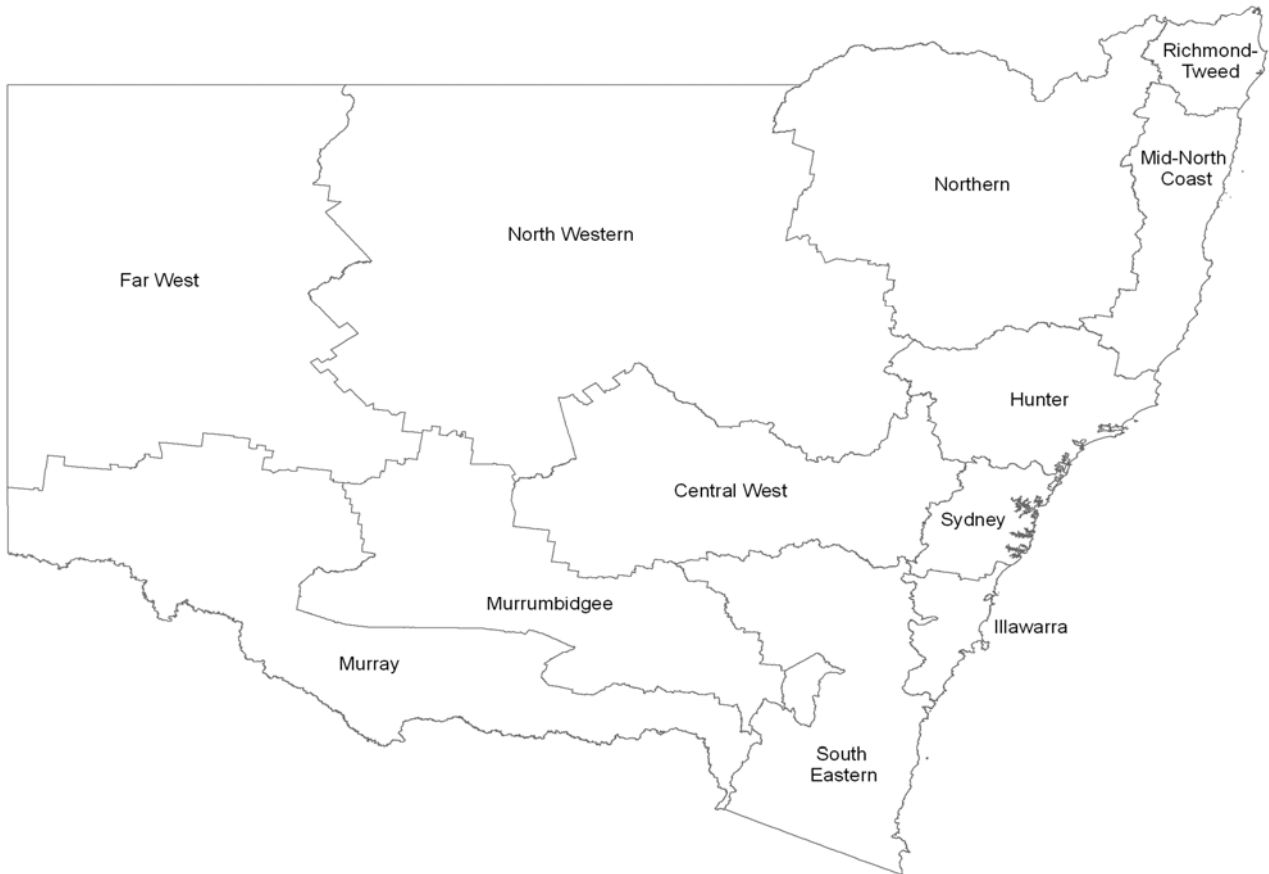 Richmond-
Tweed
Mid-North
Coast
Northern
North Western
Far West
Hunter
Central West
Sydney
Murrumbidgee
Illawarra
Murray
South
Eastern